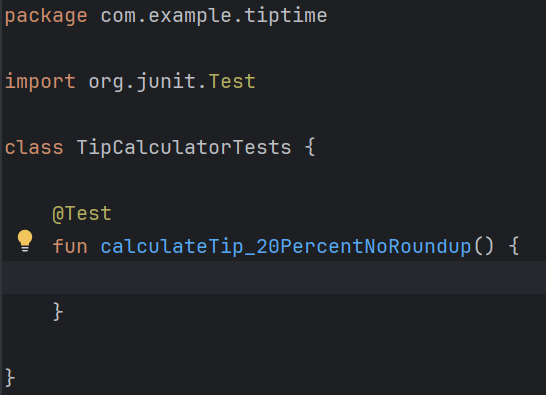 package com.example.tiptime
import org.junit.Test
class TipCalculatorTests {
@Test
fun calculateTip_20PercentNoRoundup() {
}
}